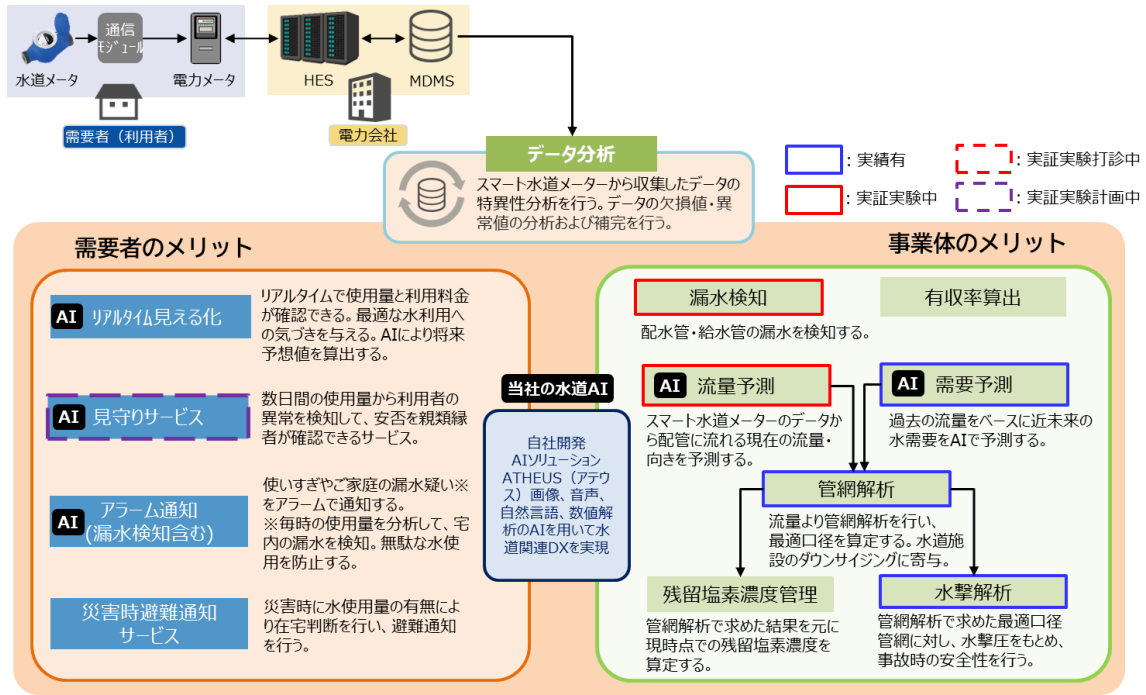 通信
ﾓｼﾞｭｰﾙ
水道メータ
電力メータ
HES
MDMS
需要者（利用者）
電力会社
データ分析
スマート水道メーターから収集したデータの
特異性分析を行う。データの欠損値・異
常値の分析および補完を行う。
：実績有
：実証実験打診中
：実証実験中
：実証実験計画中
需要者のメリット
AI ﾘｱﾙﾀｲﾑ見える化
リアルタイムで使用量と利用料金
が確認できる。最適な水利用へ
の気づきを与える。AIにより将来
予想値を算出する。
AI 見守りサービス
数日間の使用量から利用者の
異常を検知して、安否を親類縁
者が確認できるサービス。
AI アラーム通知
(漏水検知含む)
使いすぎやご家庭の漏水疑い※
をアラームで通知する。
※毎時の使用量を分析して、宅
内の漏水を検知。無駄な水使
用を防止する。
災害時避難通知
サービス
災害時に水使用量の有無によ
り在宅判断を行い、避難通知
を行う。
当社の水道AI
自社開発
AIソリューション
ATHEUS（アテウ
ス）画像、音声、
自然言語、数値解
析のAIを用いて水
道関連DXを実現
事業体のメリット
漏水検知
配水管・給水管の漏水を検知する。
有収率算出
AI 流量予測
スマート水道メーターのデータか
ら配管に流れる現在の流量・
向きを予測する。
AI 需要予測
過去の流量をベースに近未来の
水需要をAIで予測する。
管網解析
流量より管網解析を行い、
最適口径を算定する。水道施
設のダウンサイジングに寄与。
残留塩素濃度管理
管網解析で求めた結果を元に
現時点での残留塩素濃度を
算定する。
水撃解析
管網解析で求めた最適口径
管網に対し、水撃圧をもとめ、
事故時の安全性を行う。